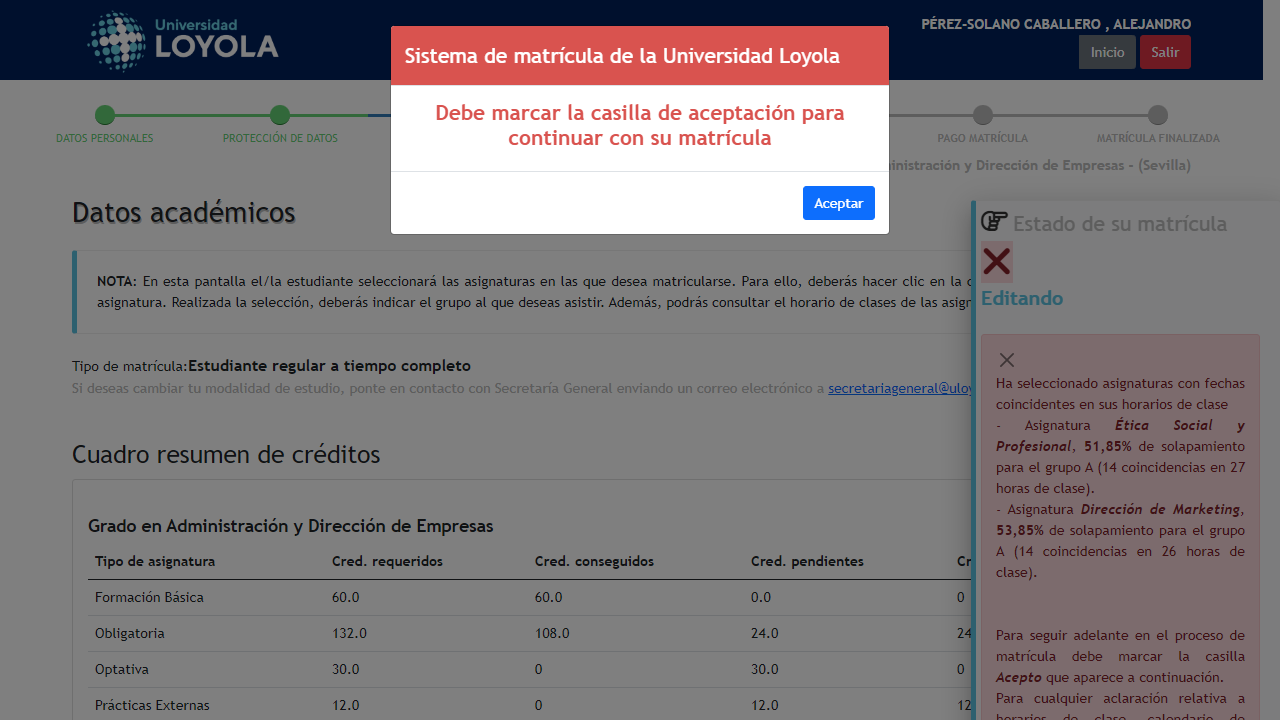 Universidad
LOYOLA
PÉREZ-SOLANO CABALLERO , ALEJANDRO
Inicio
Salir
Sistema de matrícula de la Universidad Loyola
Debe marcar la casilla de aceptación para
continuar con su matrícula
Aceptar
DATOS PERSONALES
PROTECCIÓN DE DATOS
PAGO MATRÍCULA
MATRÍCULA FINALIZADA
y Dirección de Empresas - (Sevilla)
Datos académicos
NOTA: En esta pantalla el/la estudiante seleccionará las asignaturas en las que desea matricularse. Para ello, deberás hacer clic en la
asignatura. Realizada la selección, deberás indicar el grupo al que deseas asistir. Además, podrás consultar el horario de clases de las
Tipo de matrícula:Estudiante regular a tiempo completo
Si deseas cambiar tu modalidad de estudio, ponte en contacto con Secretaría General enviando un correo electrónico a
Cuadro resumen de créditos
Grado en Administración y Dirección de Empresas
Tipo de asignatura Cred. requeridos Cred. conseguidos Cred. pendientes
Formación Básica 60.0 60.0 0.0 0
Obligatoria 132.0 108.0 24.0 24
Optativa 30.0 0 30.0 0
Prácticas Externas 12.0 0 12.0 12
Estado de su matrícula
Editando
Ha seleccionado asignaturas con fechas
coincidentes en sus horarios de clase
- Asignatura Ética Social y
Profesional, 51,85% de solapamiento
para el grupo A (14 coincidencias en 27
horas de clase).
- Asignatura Dirección de Marketing,
53,85% de solapamiento para el grupo
A (14 coincidencias en 26 horas de
clase).
Para seguir adelante en el proceso de
matrícula debe marcar la casilla
Acepto que aparece a continuación.
Para cualquier aclaración relativa a
horarios de clase, calendario de